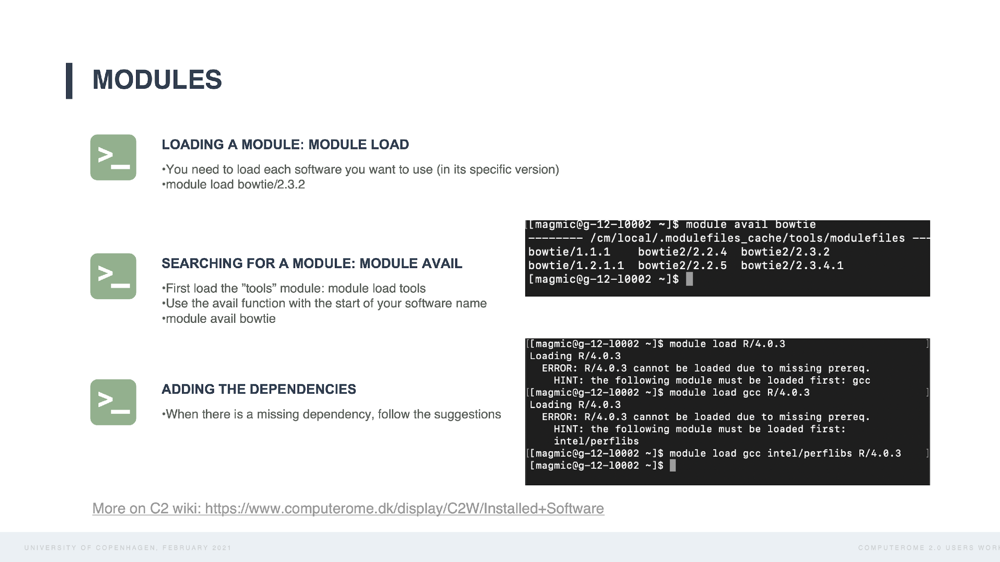 MODULES
LOADING A MODULE: MODULE LOAD
•You need to load each software you want to use (in its specific version)
•module load bowtie/2.3.2
SEARCHING FOR A MODULE: MODULE AVAIL
•First load the ”tools” module: module load tools
•Use the avail function with the start of your software name
•module avail bowtie
[[magmic@g-12-l0002 ~]$ module avail bowtie
-------- /cm/local/.modulefiles_cache/tools/modulefiles ---
bowtie/1.1.1    bowtie2/2.2.4  bowtie2/2.3.2
bowtie/1.2.1.1  bowtie2/2.2.5  bowtie2/2.3.4.1
[magmic@g-12-l0002 ~]$
ADDING THE DEPENDENCIES
•When there is a missing dependency, follow the suggestions
[[magmic@g-12-l0002 ~]$ module load R/4.0.3 ]
Loading R/4.0.3
ERROR: R/4.0.3 cannot be loaded due to missing prereq.
HINT: the following module must be loaded first: gcc
[[magmic@g-12-l0002 ~]$ module load gcc R/4.0.3 ]
Loading R/4.0.3
ERROR: R/4.0.3 cannot be loaded due to missing prereq.
HINT: the following module must be loaded first:
intel/perflibs
[[magmic@g-12-l0002 ~]$ module load gcc intel/perflibs R/4.0.3 ]
[magmic@g-12-l0002 ~]$
More on C2 wiki: https://www.computerome.dk/display/C2W/Installed+Software
UNIVERSITY OF COPENHAGEN, FEBRUARY 2021
COMPUTEROME 2.0 USERS